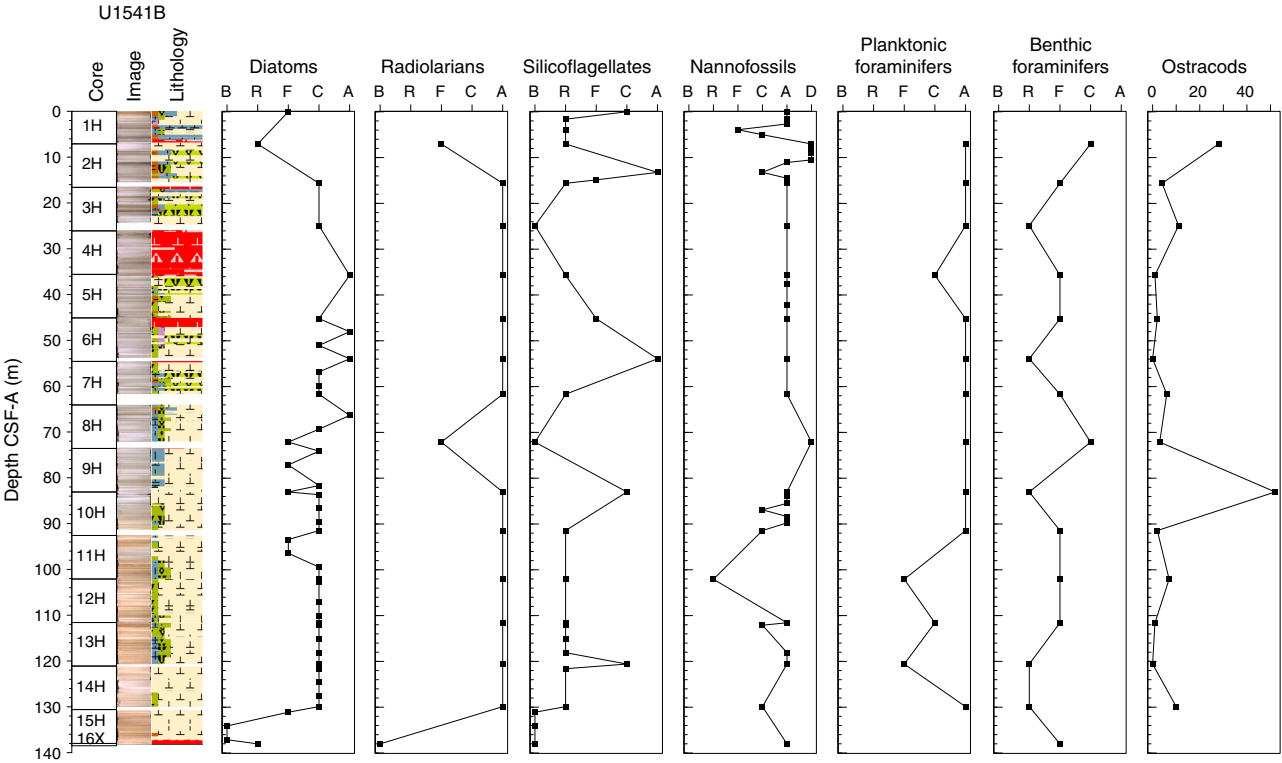 U1541B
Core Image Lithology
Diatoms Radiolarians Silicoflagellates Nannofossils Planktonic foraminifers Benthic foraminifers Ostracods
B R F C A B R F C A B R F C A B R F C A D B R F C A B R F C A 0 20 40
Depth CSF-A (m)
0
1H
10
2H
20
3H
30
4H
40
5H
50
6H
60
7H
70
8H
80
9H
90
10H
100
11H
110
12H
120
13H
130
14H
15H
16X
140